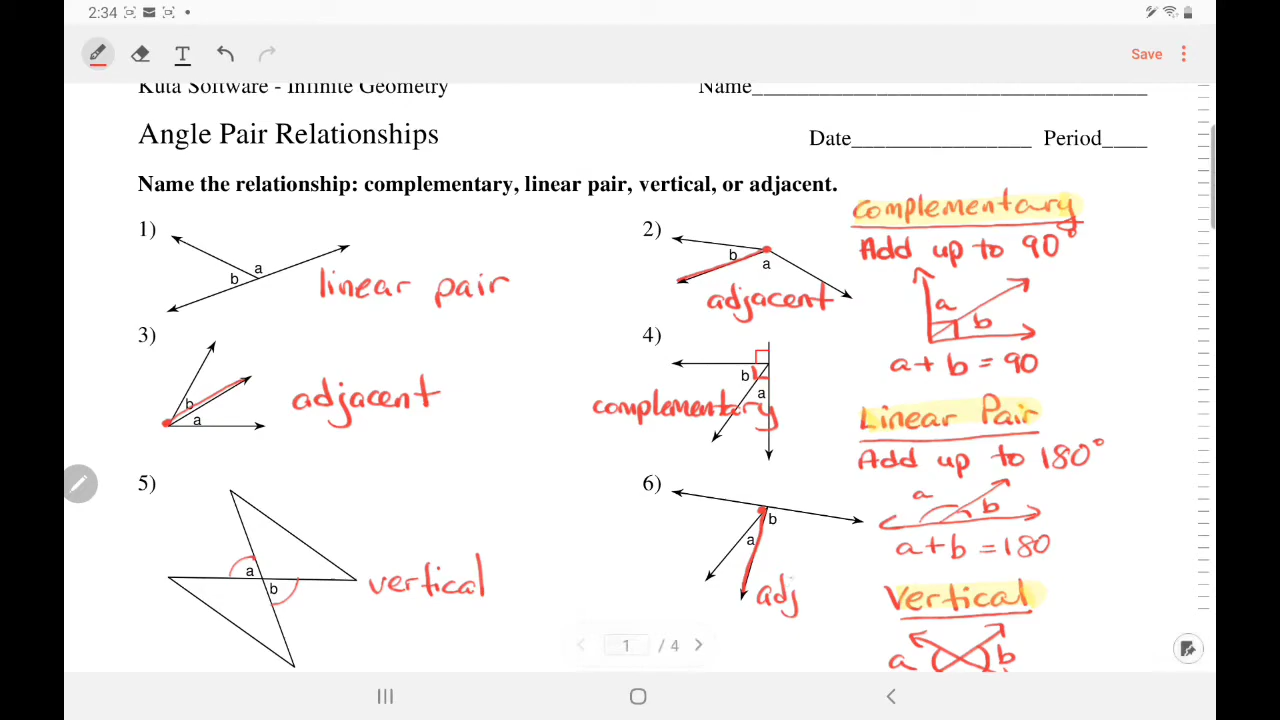 2:34
Save
Kuta Software - Infinite Geometry
Name
Angle Pair Relationships
Date Period
Name the relationship: complementary, linear pair, vertical, or adjacent.
1)
a
b
linear pair
2)
b
a
adjacent
complementary
Add up to 90°
a
b
a + b = 90
3)
b
a
adjacent
4)
b
a
complementary
Linear Pair
Add up to 180°
a
b
a + b = 180
5)
a
b
vertical
6)
b
a
adj
Vertical
a
b
1 / 4